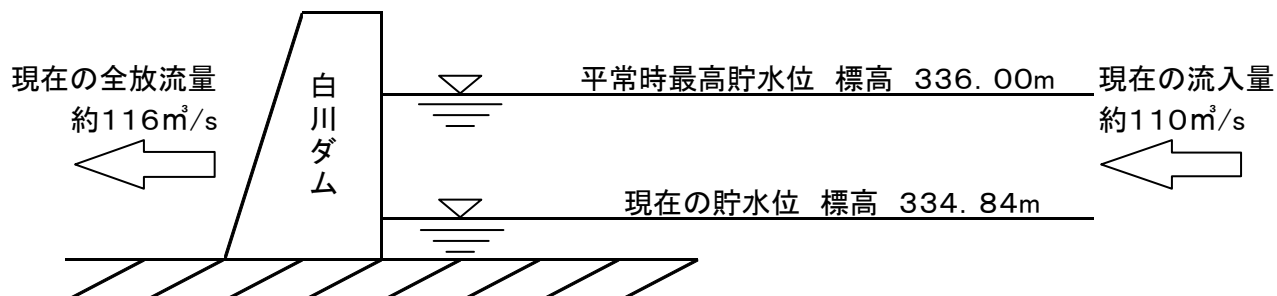 現在の全放流量
約116㎥/s
白川ダム
平常時最高貯水位 標高 336.00m
現在の流入量
約110㎥/s
現在の貯水位 標高 334.84m